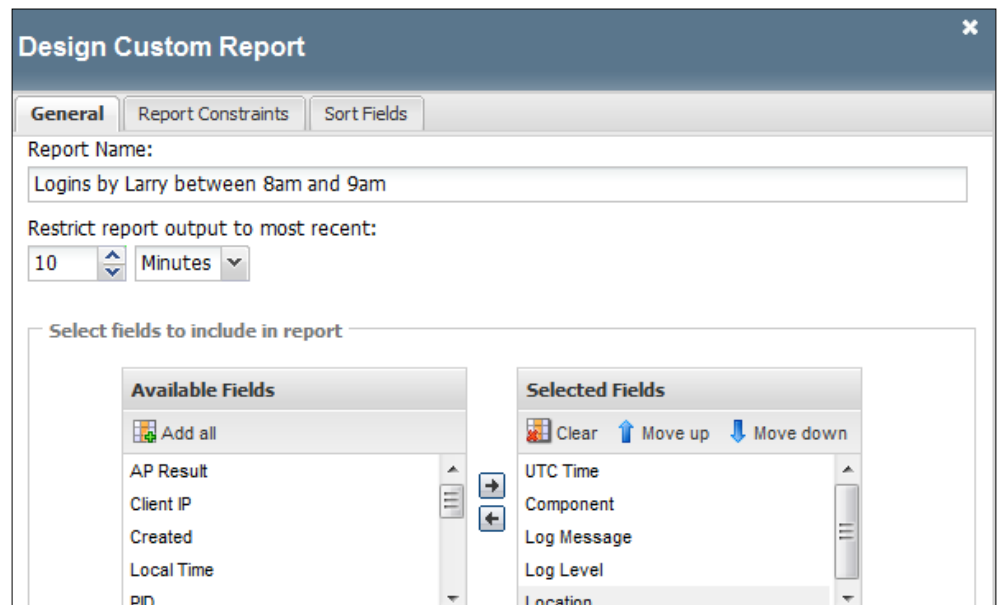 Design Custom Report
General
Report Constraints
Sort Fields
Report Name:
Logins by Larry between 8am and 9am
Restrict report output to most recent:
10
Minutes
Select fields to include in report
Available Fields
Add all
AP Result
Client IP
Created
Local Time
PID
Selected Fields
Clear
Move up
Move down
UTC Time
Component
Log Message
Log Level
Location